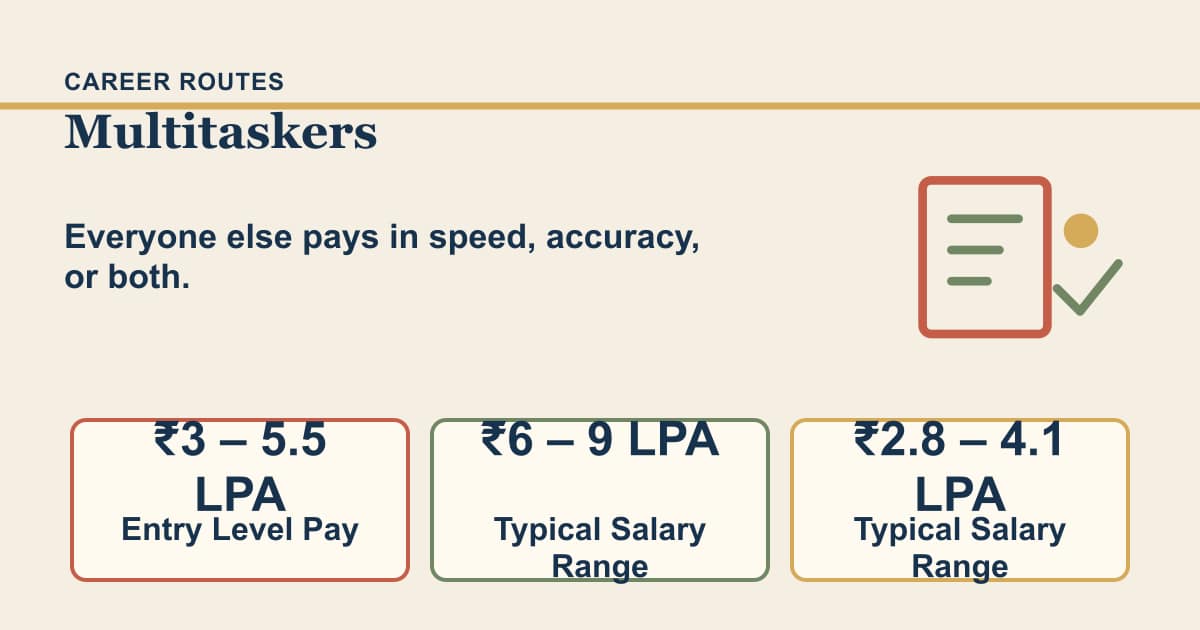 CAREER ROUTES
Multitaskers
Everyone else pays in speed, accuracy,
or both.
₹3 – 5.5
LPA
Entry Level Pay
₹6 – 9 LPA
Typical Salary
Range
₹2.8 – 4.1
LPA
Typical Salary
Range